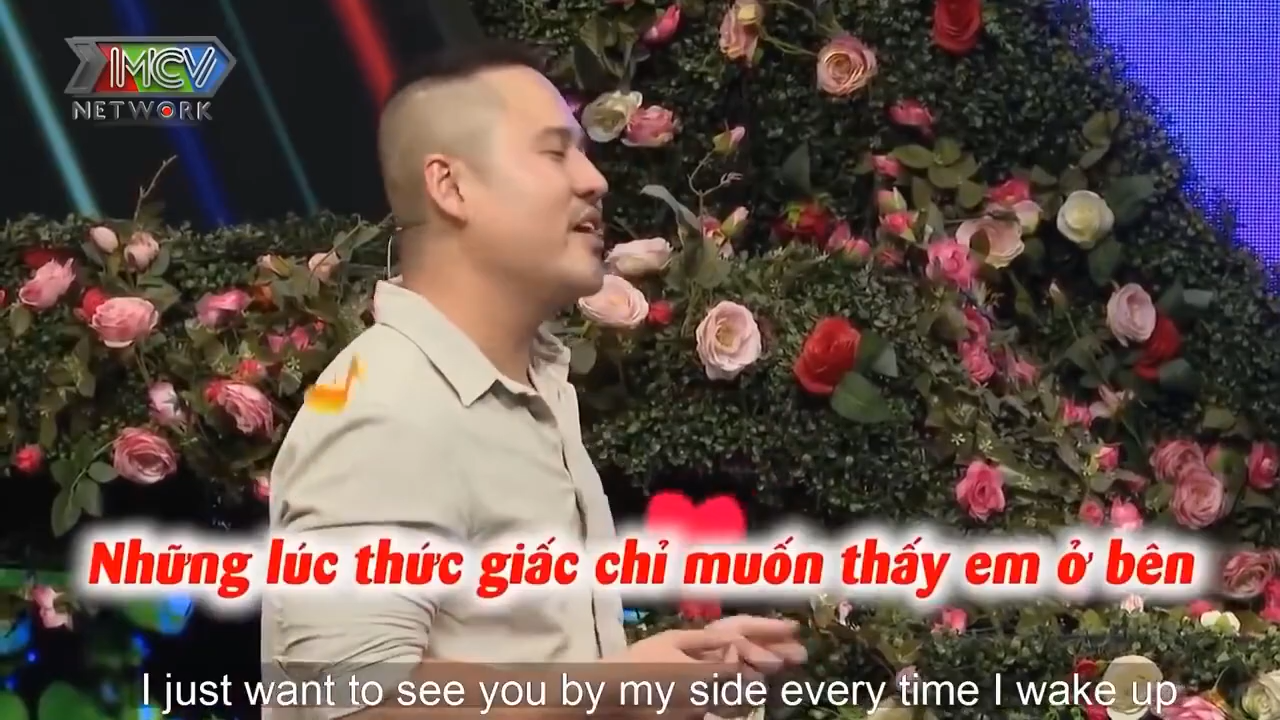 MCV
NETWORK
Những lúc thức giấc chỉ muốn thấy em ở bên
I just want to see you by my side every time I wake up